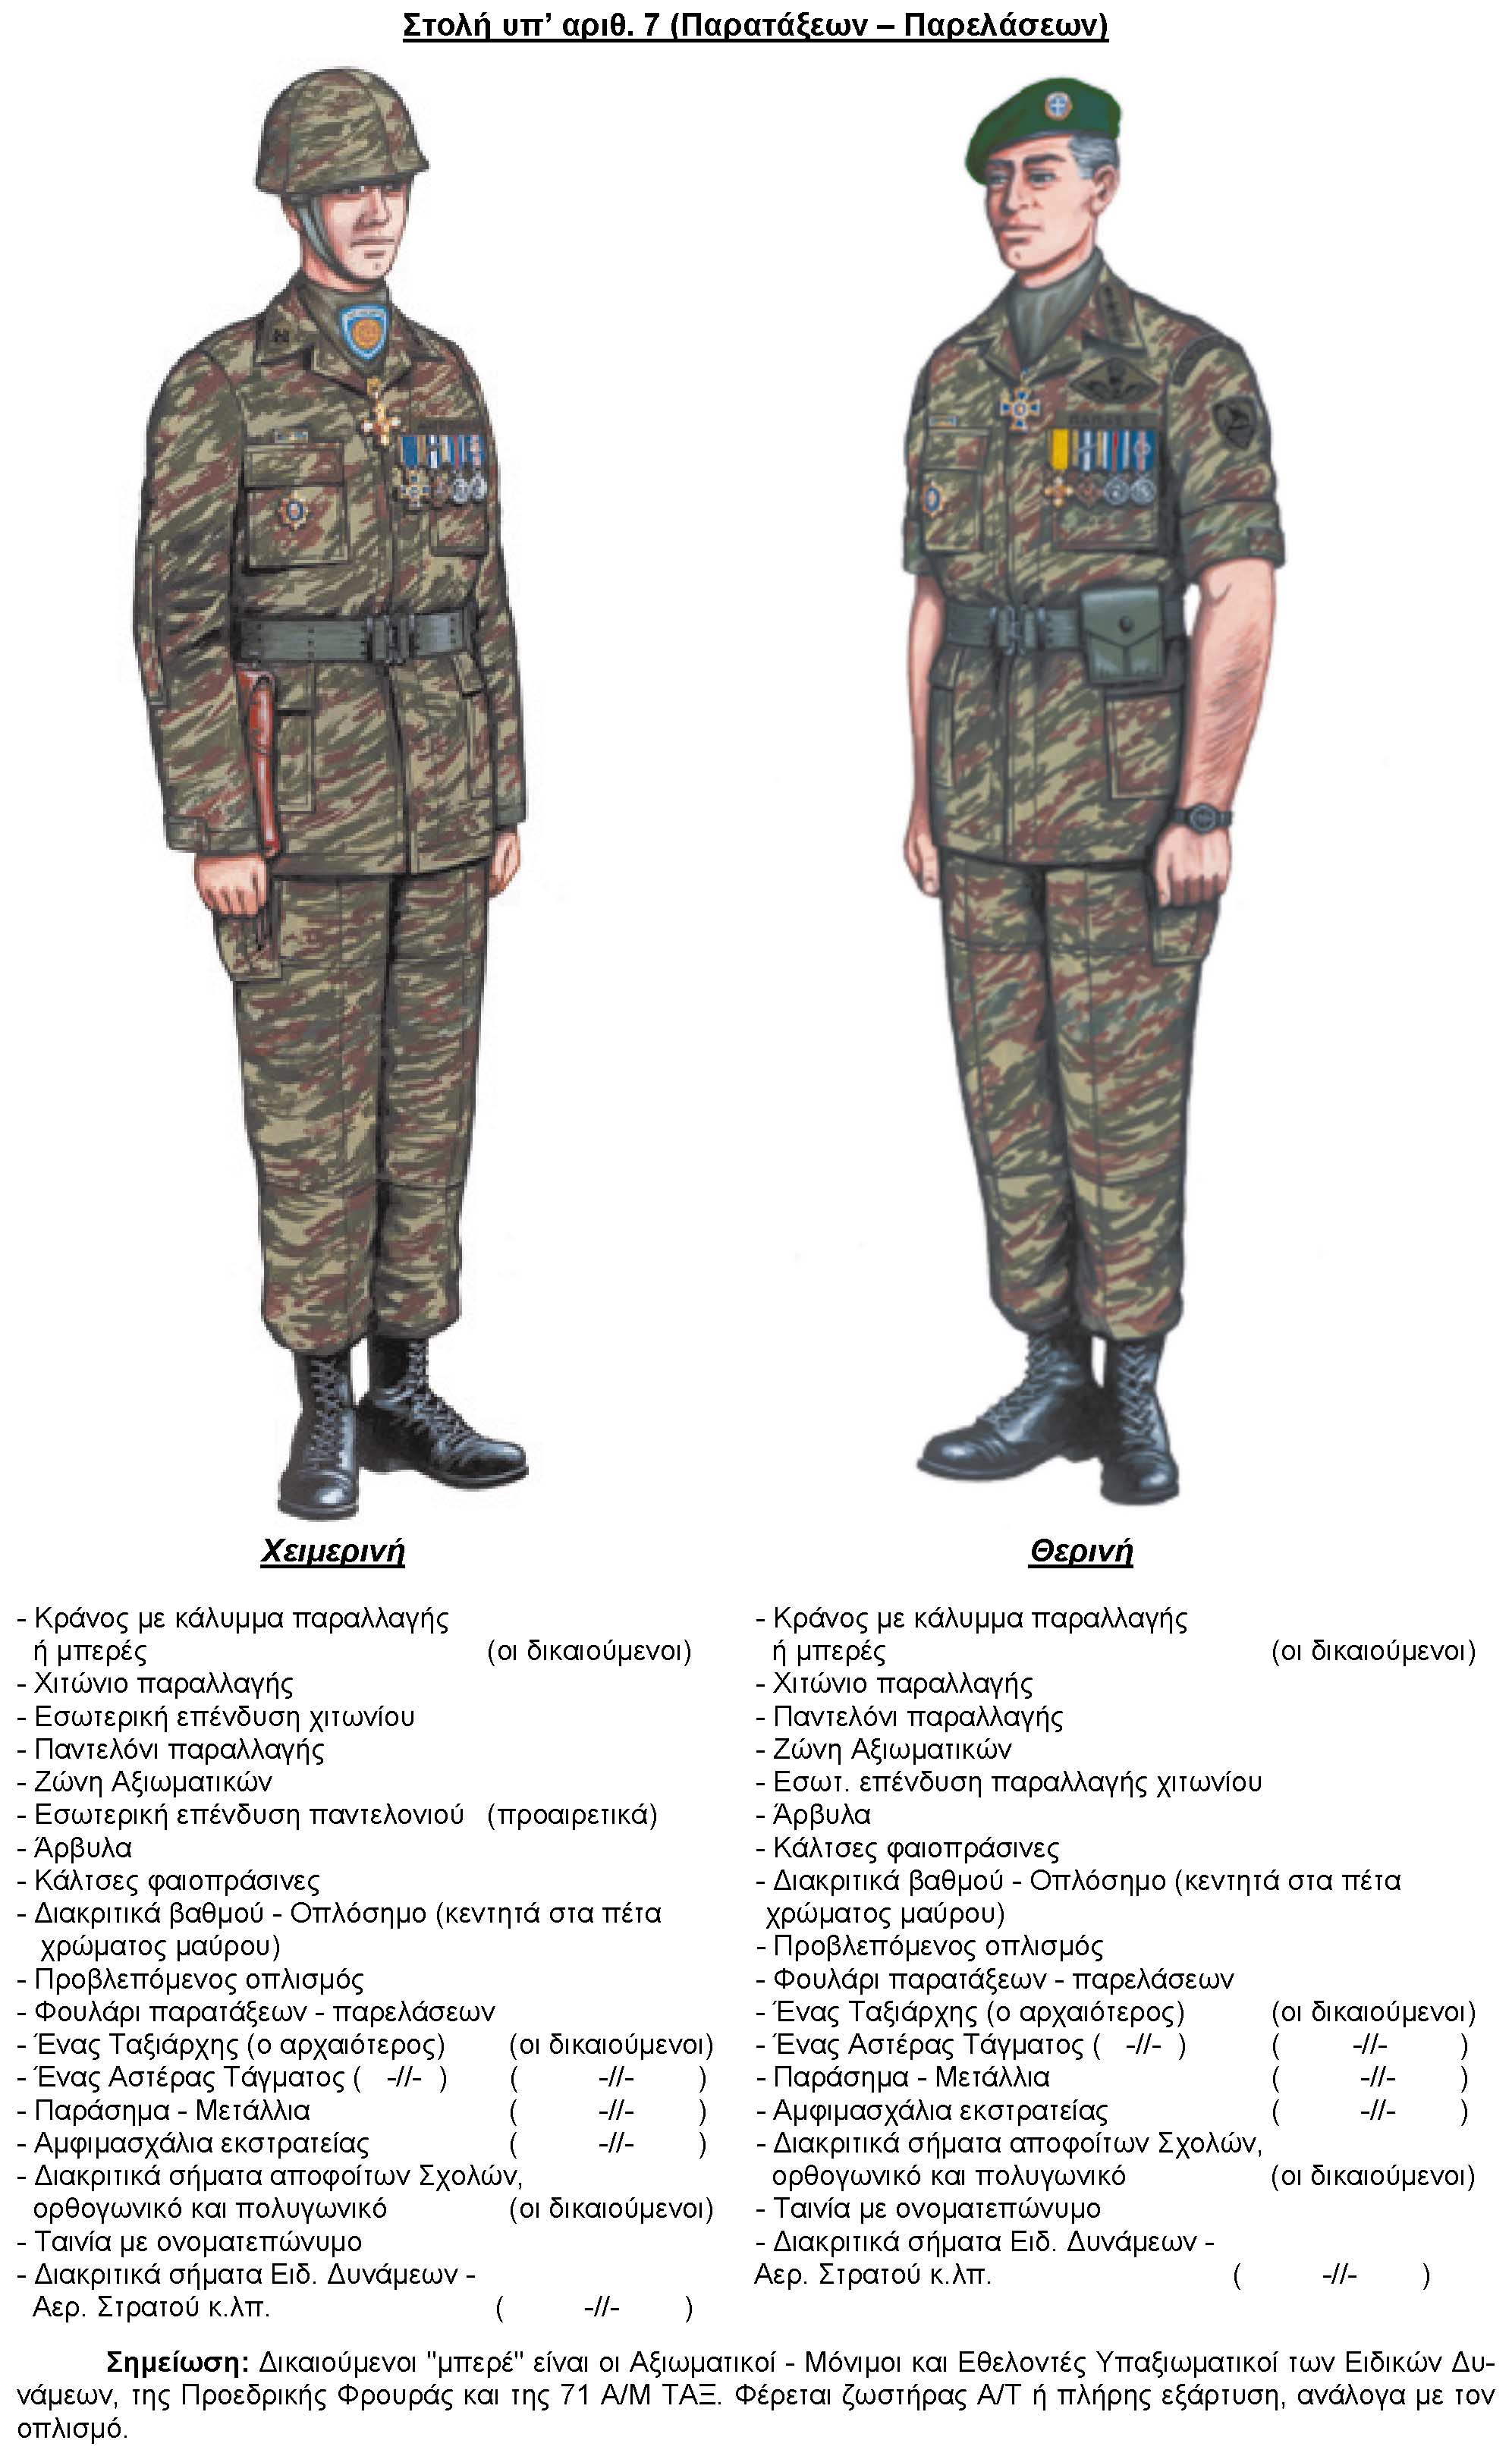 Στολή υπ’ αριθ. 7 (Παρατάξεων – Παρελάσεων)
Χειμερινή
- Κράνος με κάλυμμα παραλλαγής
ή μπερές (οι δικαιούμενοι)
- Χιτώνιο παραλλαγής
- Εσωτερική επένδυση χιτωνίου
- Παντελόνι παραλλαγής
- Ζώνη Αξιωματικών
- Εσωτερική επένδυση παντελονιού (προαιρετικά)
- Άρβυλα
- Κάλτσες φαιοπράσινες
- Διακριτικά βαθμού - Οπλόσημο (κεντητά στα πέτα
χρώματος μαύρου)
- Προβλεπόμενος οπλισμός
- Φουλάρι παρατάξεων - παρελάσεων
- Ένας Ταξιάρχης (ο αρχαιότερος) (οι δικαιούμενοι)
- Ένας Αστέρας Τάγματος ( -//- ) ( -//- )
- Παράσημα - Μετάλλια ( -//- )
- Αμφιμασχάλια εκστρατείας ( -//- )
- Διακριτικά σήματα αποφοίτων Σχολών,
ορθογωνικό και πολυγωνικό (οι δικαιούμενοι)
- Ταινία με ονοματεπώνυμο
- Διακριτικά σήματα Ειδ. Δυνάμεων -
Αερ. Στρατού κ.λπ. ( -//- )
Θερινή
- Κράνος με κάλυμμα παραλλαγής
ή μπερές (οι δικαιούμενοι)
- Χιτώνιο παραλλαγής
- Παντελόνι παραλλαγής
- Ζώνη Αξιωματικών
- Εσωτ. επένδυση παραλλαγής χιτωνίου
- Άρβυλα
- Κάλτσες φαιοπράσινες
- Διακριτικά βαθμού - Οπλόσημο (κεντητά στα πέτα
χρώματος μαύρου)
- Προβλεπόμενος οπλισμός
- Φουλάρι παρατάξεων - παρελάσεων
- Ένας Ταξιάρχης (ο αρχαιότερος) (οι δικαιούμενοι)
- Ένας Αστέρας Τάγματος ( -//- ) ( -//- )
- Παράσημα - Μετάλλια ( -//- )
- Αμφιμασχάλια εκστρατείας ( -//- )
- Διακριτικά σήματα αποφοίτων Σχολών,
ορθογωνικό και πολυγωνικό (οι δικαιούμενοι)
- Ταινία με ονοματεπώνυμο
- Διακριτικά σήματα Ειδ. Δυνάμεων -
Αερ. Στρατού κ.λπ. ( -//- )
Σημείωση: Δικαιούμενοι "μπερέ" είναι οι Αξιωματικοί - Μόνιμοι και Εθελοντές Υπαξιωματικοί των Ειδικών Δυ-
νάμεων, της Προεδρικής Φρουράς και της 71 Α/Μ ΤΑΞ. Φέρεται ζωστήρας Α/Τ ή πλήρης εξάρτυση, ανάλογα με τον
οπλισμό.